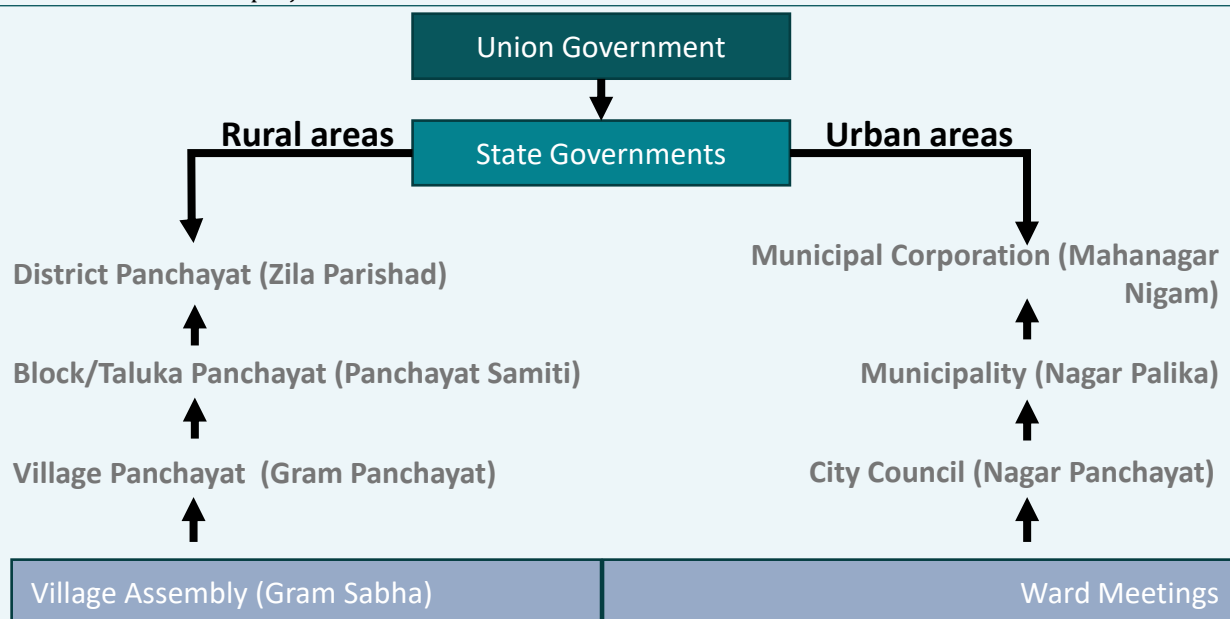 Union Government
Rural areas
State Governments
Urban areas
District Panchayat (Zila Parishad)
Municipal Corporation (Mahanagar
Nigam)
Block/Taluka Panchayat (Panchayat Samiti)
Municipality (Nagar Palika)
Village Panchayat (Gram Panchayat)
City Council (Nagar Panchayat)
Village Assembly (Gram Sabha)
Ward Meetings